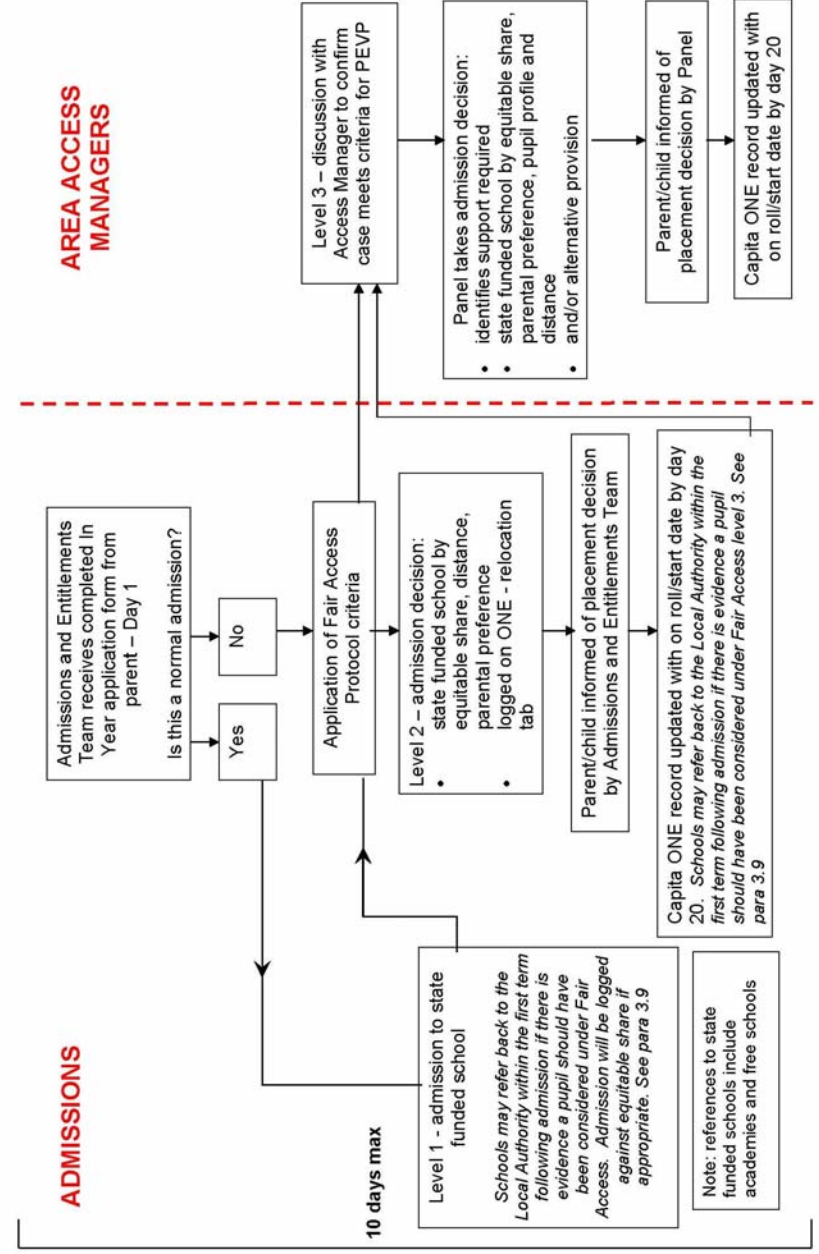 ADMISSIONS
AREA ACCESS
MANAGERS
Admissions and Entitlements
Team receives completed In
Year application form from
parent – Day 1
Is this a normal admission?
Yes
No
10 days max
Level 1 - admission to state
funded school
Schools may refer back to the
Local Authority within the first term
following admission if there is
evidence a pupil should have
been considered under Fair
Access. Admission will be logged
against equitable share if
appropriate. See para 3.9
Note: references to state
funded schools include
academies and free schools
Application of Fair Access
Protocol criteria
Level 2 – admission decision:
• state funded school by
equitable share, distance,
parental preference
• logged on ONE - relocation
tab
Parent/child informed of placement decision
by Admissions and Entitlements Team
Capita ONE record updated with on roll/start date by day
20. Schools may refer back to the Local Authority within the
first term following admission if there is evidence a pupil
should have been considered under Fair Access level 3. See
para 3.9
Level 3 – discussion with
Access Manager to confirm
case meets criteria for PEVP
Panel takes admission decision:
• identifies support required
• state funded school by equitable share,
parental preference, pupil profile and
distance
• and/or alternative provision
Parent/child informed of
placement decision by Panel
Capita ONE record updated with
on roll/start date by day 20